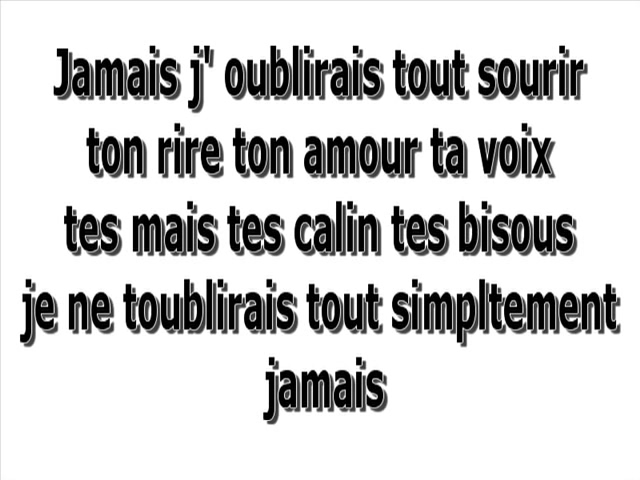 Jamais j' oublirais tout sourir
ton rire ton amour ta voix
tes mais tes calin tes bisous
je ne toublirais tout simpltement
jamais